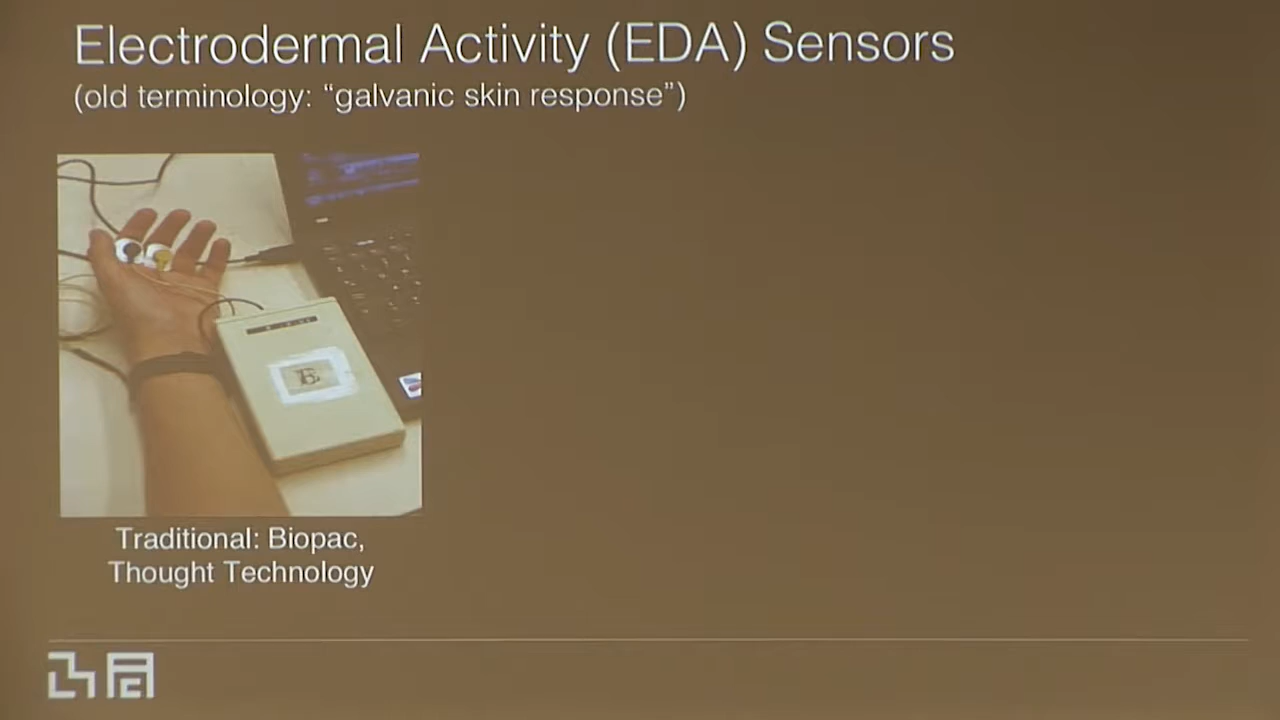 Electrodermal Activity (EDA) Sensors
(old terminology: “galvanic skin response”)
Traditional: Biopac,
Thought Technology